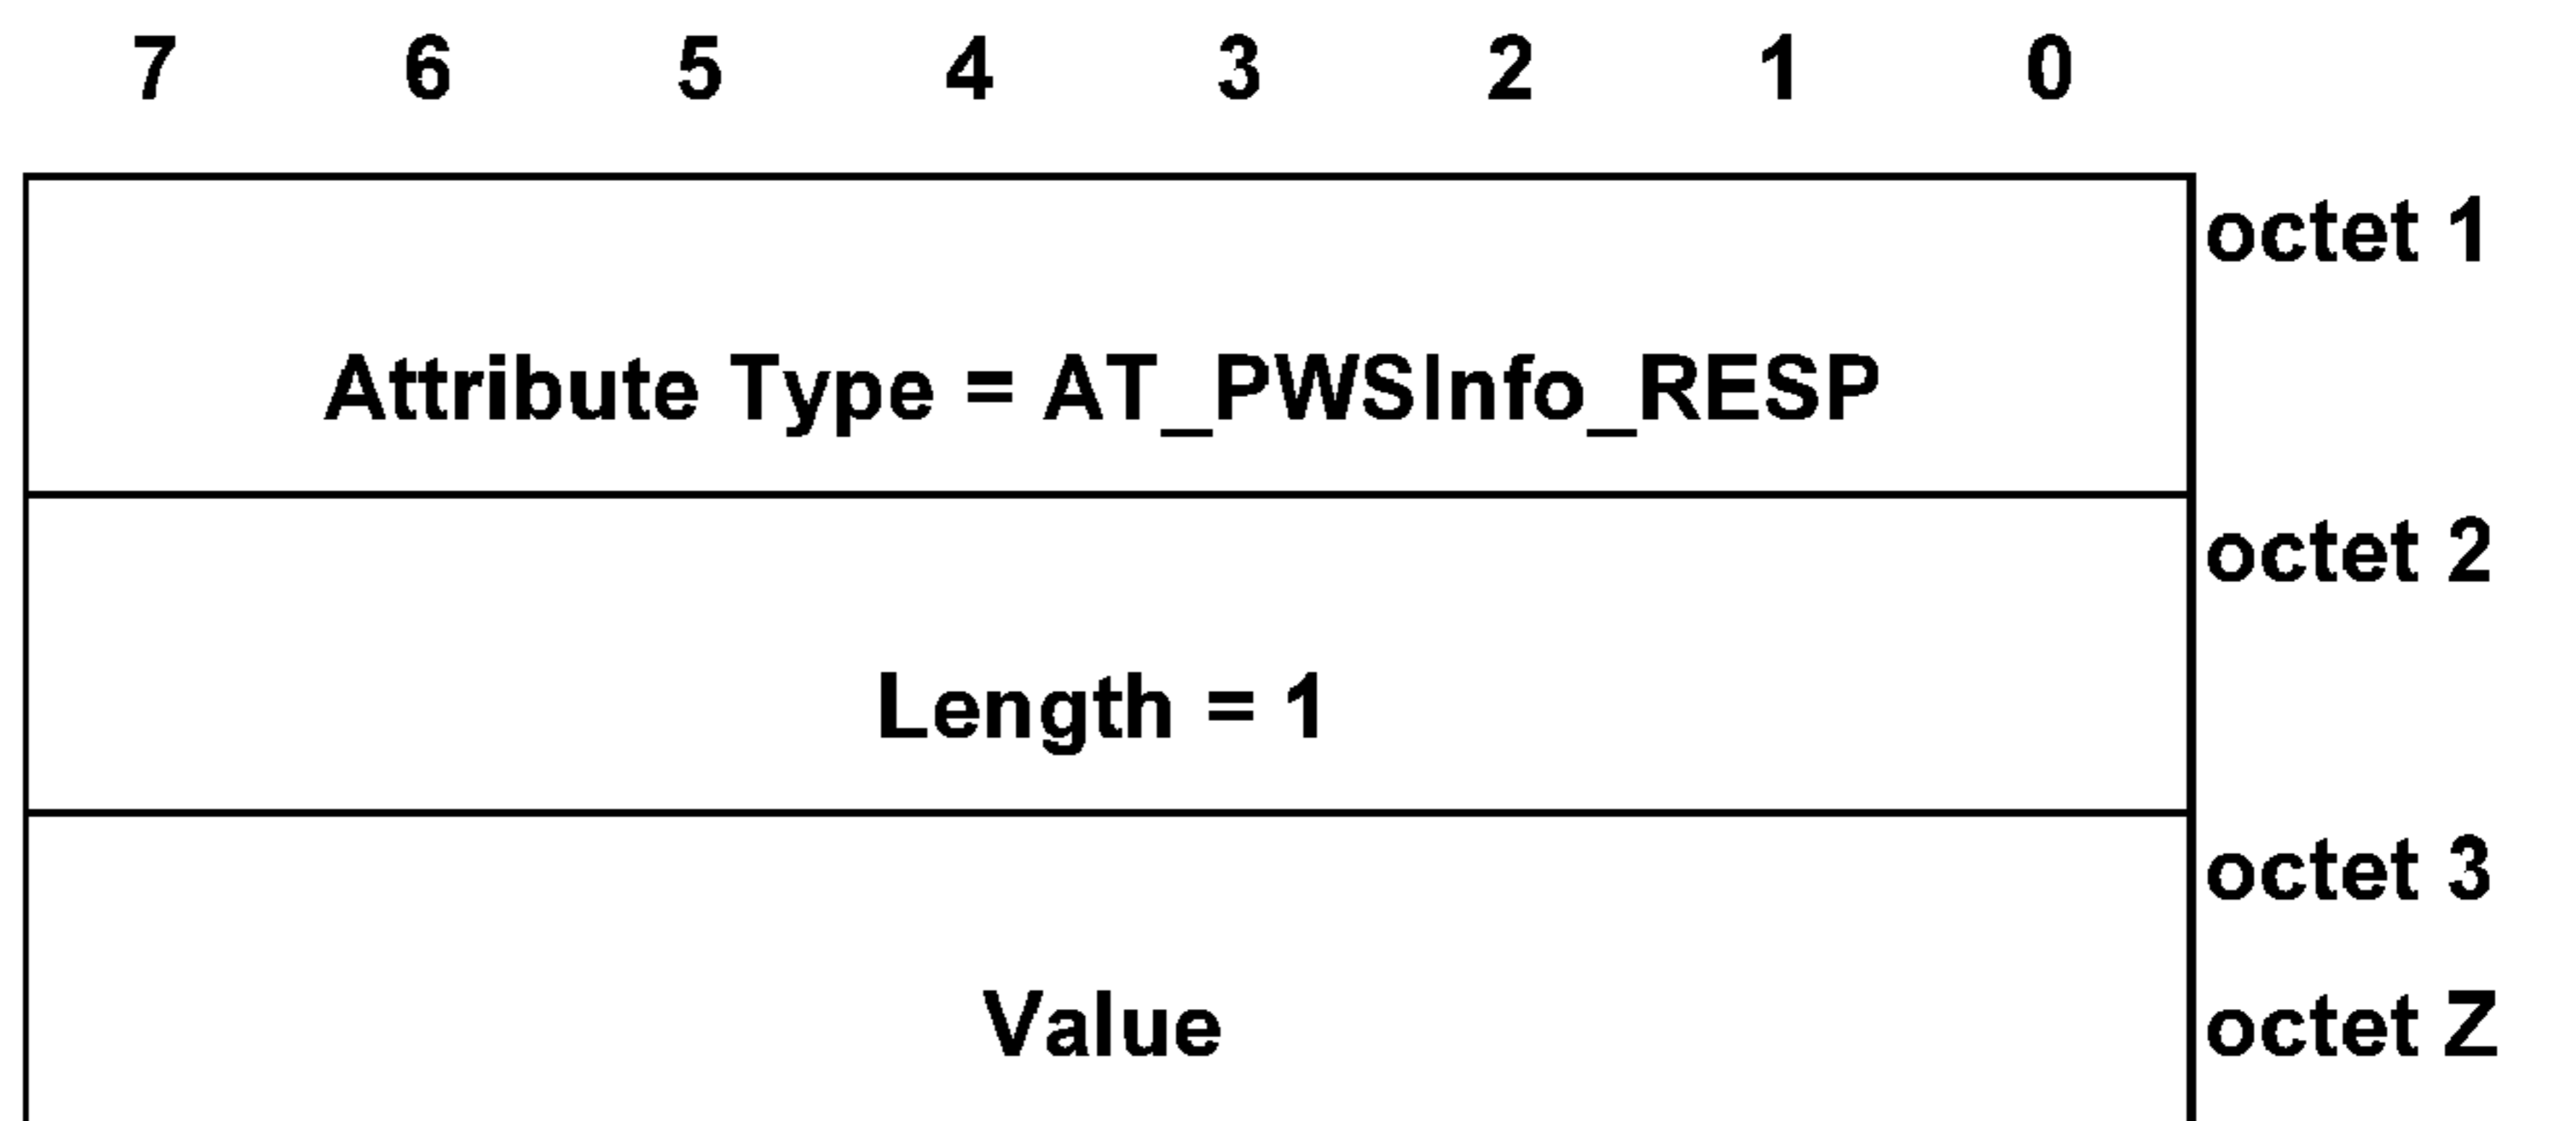 7 6 5 4 3 2 1 0
octet 1
Attribute Type = AT_PWSInfo_RESP
octet 2
Length = 1
octet 3
Value octet Z